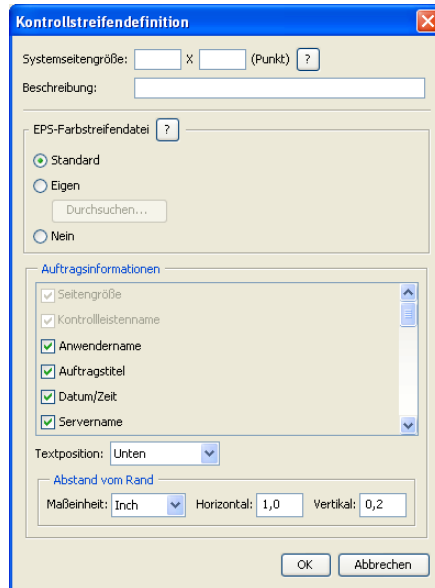 Kontrollstreifendefinition
Systemseitengröße: X (Punkt) ?
Beschreibung:
EPS-Farbstreifendatei ?
Standard
Eigen
Durchsuchen...
Nein
Auftragsinformationen
Seitengröße
Kontrollleistenname
Anwendername
Auftragstitel
Datum/Zeit
Servername
Textposition: Unten
Abstand vom Rand
Maßeinheit: Inch Horizontal: 1,0 Vertikal: 0,2
OK Abbrechen